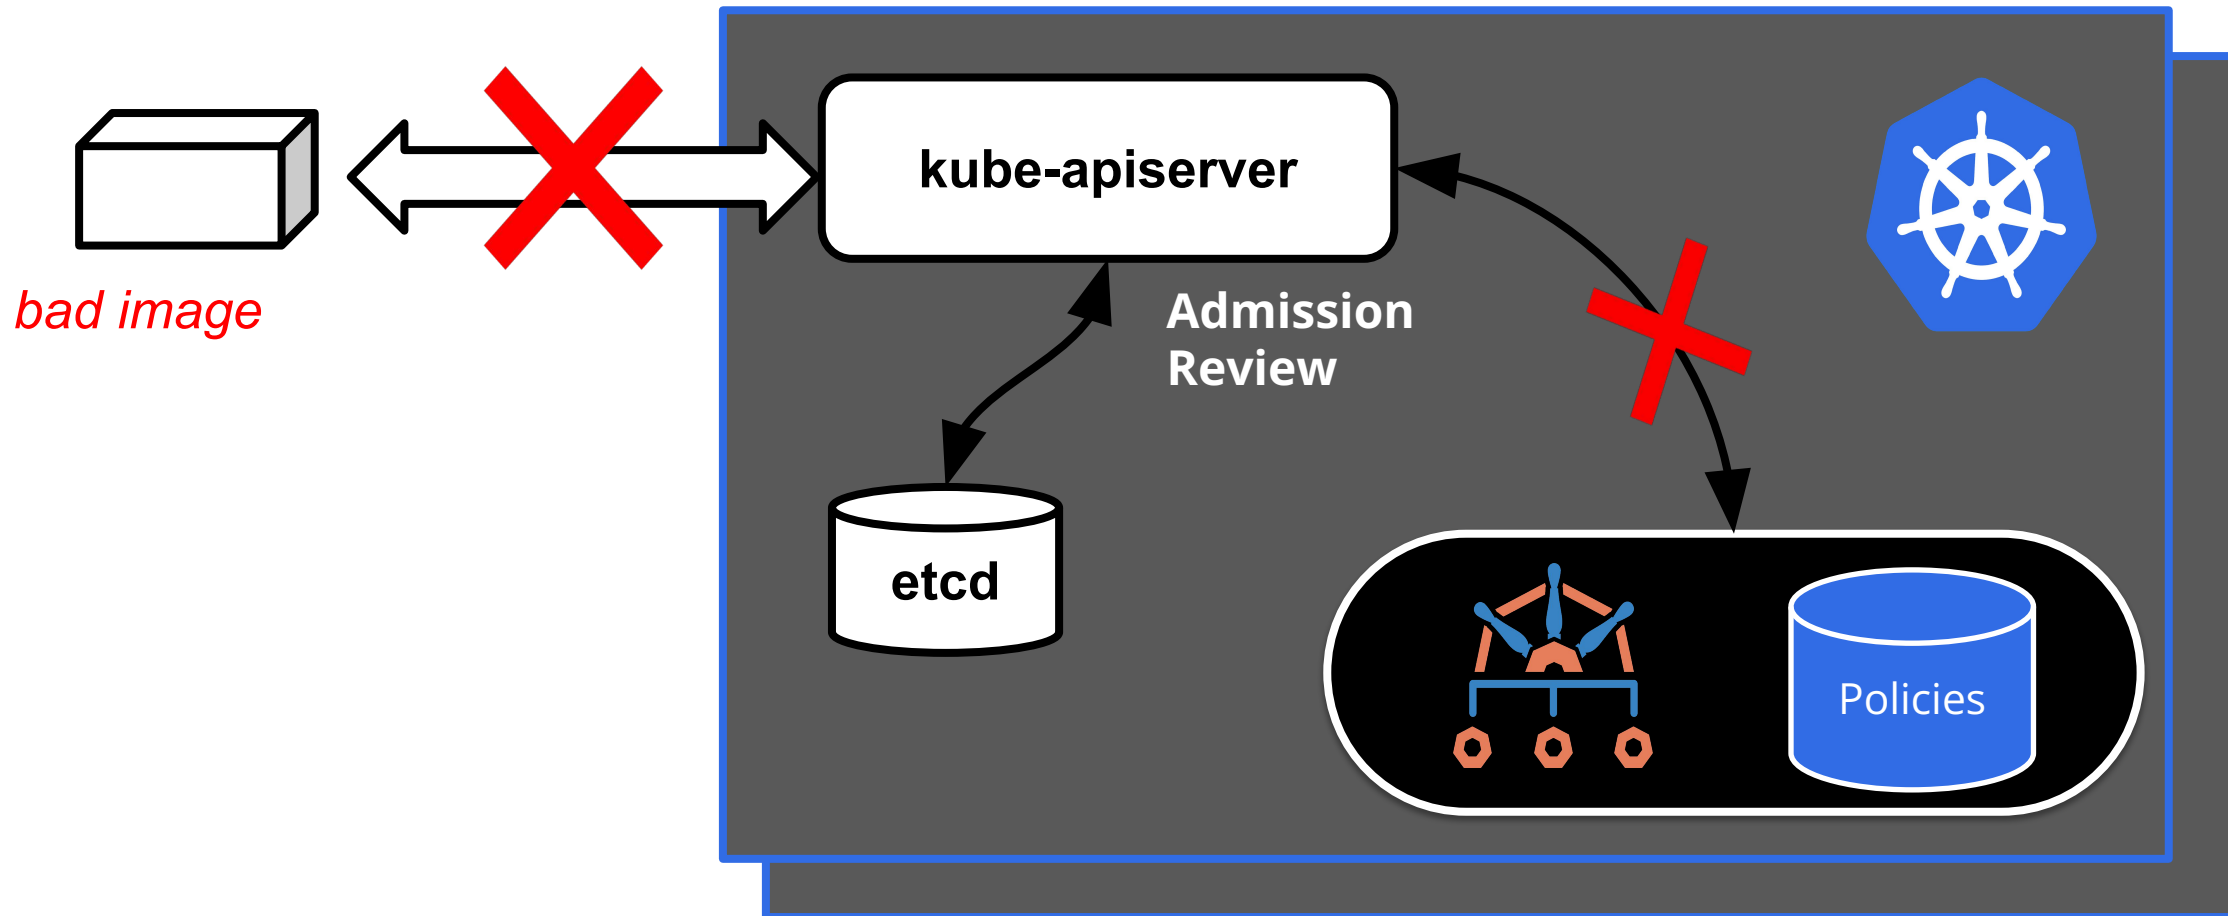 kube-apiserver
bad image
Admission
Review
etcd
Policies